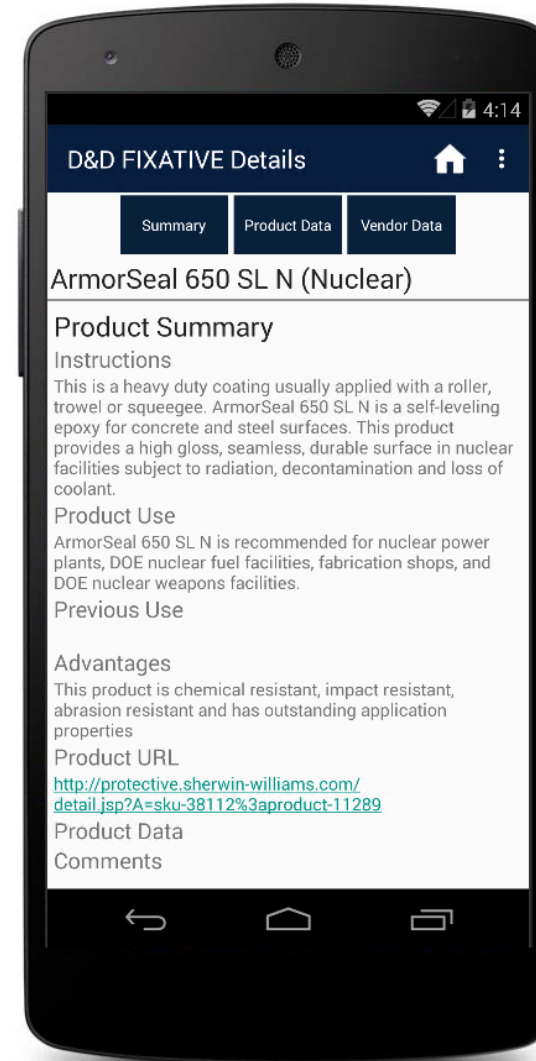 4:14
D&D FIXATIVE Details
Summary
Product Data
Vendor Data
ArmorSeal 650 SL N (Nuclear)
Product Summary
Instructions
This is a heavy duty coating usually applied with a roller,
trowel or squeegee. ArmorSeal 650 SL N is a self-leveling
epoxy for concrete and steel surfaces. This product
provides a high gloss, seamless, durable surface in nuclear
facilities subject to radiation, decontamination and loss of
coolant.
Product Use
ArmorSeal 650 SL N is recommended for nuclear power
plants, DOE nuclear fuel facilities, fabrication shops, and
DOE nuclear weapons facilities.
Previous Use
Advantages
This product is chemical resistant, impact resistant,
abrasion resistant and has outstanding application
properties
Product URL
http://protective.sherwin-williams.com/
detail.jsp?A=sku-38112%3aproduct-11289
Product Data
Comments